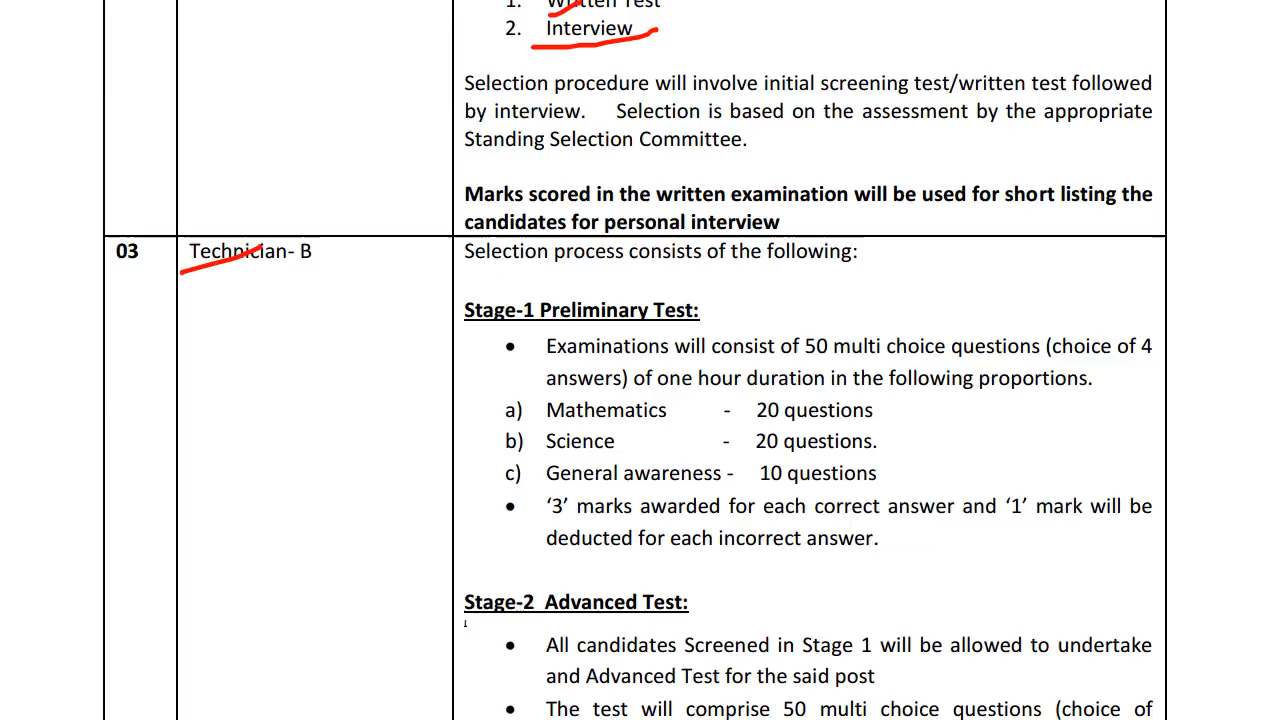 1. Written Test
2. Interview
Selection procedure will involve initial screening test/written test followed
by interview. Selection is based on the assessment by the appropriate
Standing Selection Committee.
Marks scored in the written examination will be used for short listing the
candidates for personal interview
03 Technician- B Selection process consists of the following:
Stage-1 Preliminary Test:
• Examinations will consist of 50 multi choice questions (choice of 4
answers) of one hour duration in the following proportions.
a) Mathematics - 20 questions
b) Science - 20 questions.
c) General awareness - 10 questions
• ‘3’ marks awarded for each correct answer and ‘1’ mark will be
deducted for each incorrect answer.
Stage-2 Advanced Test:
• All candidates Screened in Stage 1 will be allowed to undertake
and Advanced Test for the said post
• The test will comprise 50 multi choice questions (choice of